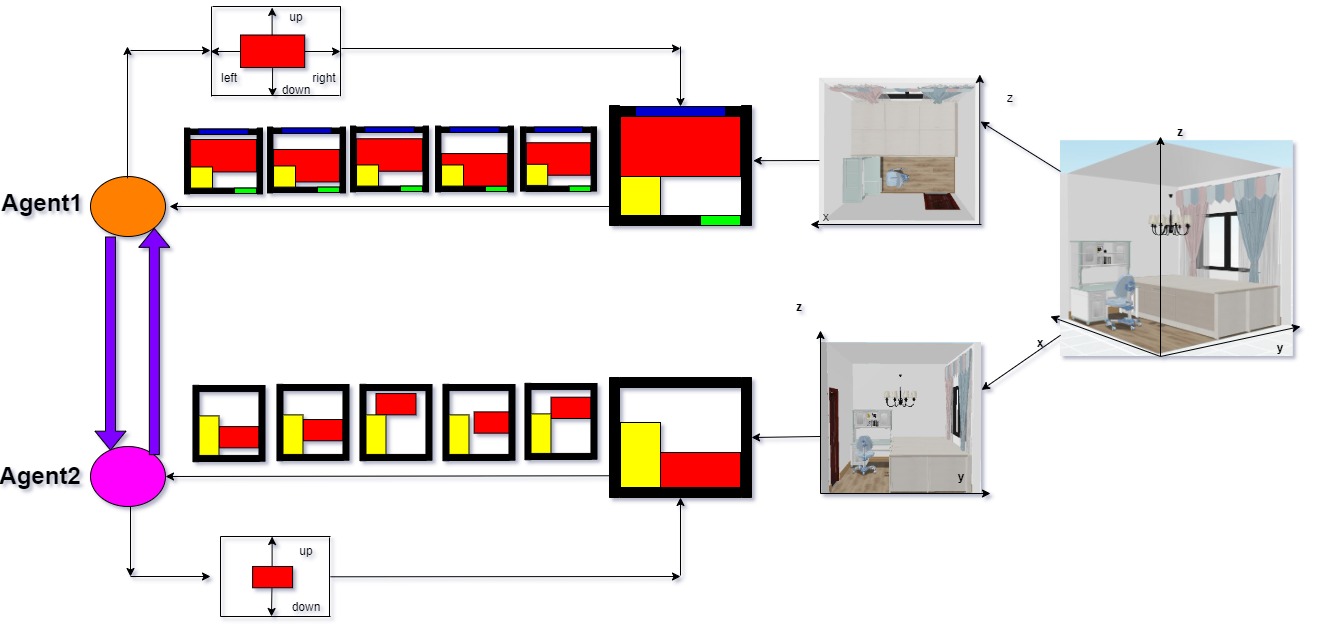 up
left
right
down
z
x
z
Agent1
z
x
y
y
Agent2
up
down